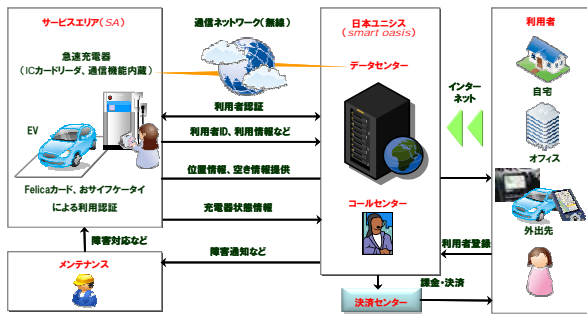 サービスエリア(SA)
急速充電器
(ICカードリーダ、通信機能内蔵)
EV
Felicaカード、おサイフケータイ
による利用認証
障害対応など
メンテナンス
通信ネットワーク(無線)
利用者認証
利用者ID、利用情報など
位置情報、空き情報提供
充電器状態情報
障害通知など
日本ユニシス
(smart oasis)
データセンター
コールセンター
決済センター
インター
ネット
利用者登録
課金・決済
利用者
自宅
オフィス
外出先